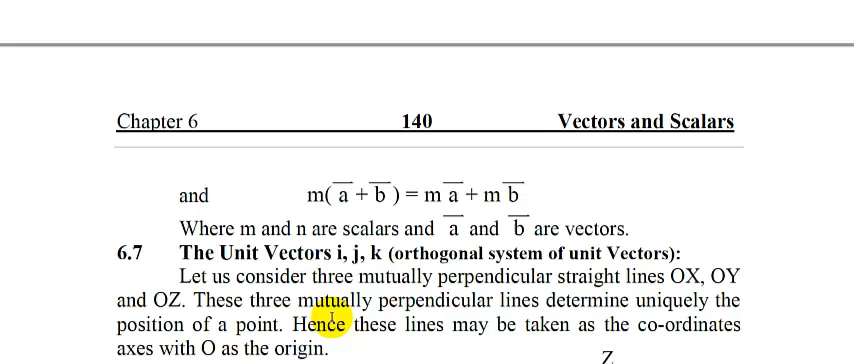 Chapter 6 140 Vectors and Scalars
and m( a̅ + b̅ ) = m a̅ + m b̅
Where m and n are scalars and a̅ and b̅ are vectors.
6.7 The Unit Vectors i, j, k (orthogonal system of unit Vectors):
Let us consider three mutually perpendicular straight lines OX, OY
and OZ. These three mutually perpendicular lines determine uniquely the
position of a point. Hence these lines may be taken as the co-ordinates
axes with O as the origin.
Z